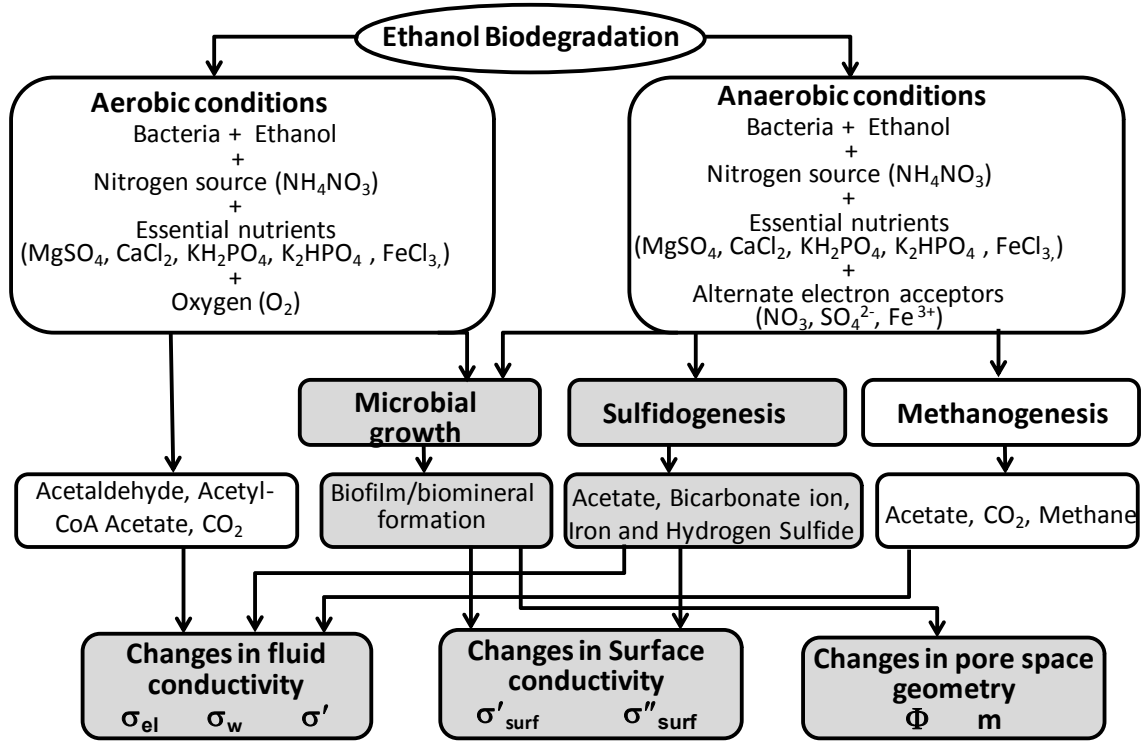 Ethanol Biodegradation
Aerobic conditions
Bacteria + Ethanol
+
Nitrogen source (NH₄NO₃)
+
Essential nutrients
(MgSO₄, CaCl₂, KH₂PO₄, K₂HPO₄ , FeCl₃,)
+
Oxygen (O₂)
Anaerobic conditions
Bacteria + Ethanol
+
Nitrogen source (NH₄NO₃)
+
Essential nutrients
(MgSO₄, CaCl₂, KH₂PO₄, K₂HPO₄ , FeCl₃,)
+
Alternate electron acceptors
(NO₃, SO₄²⁻, Fe³⁺)
Microbial
growth
Sulfidogenesis
Methanogenesis
Acetaldehyde, Acetyl-
CoA Acetate, CO₂
Biofilm/biomineral
formation
Acetate, Bicarbonate ion,
Iron and Hydrogen Sulfide
Acetate, CO₂, Methane
Changes in fluid
conductivity
σel σw σ′
Changes in Surface
conductivity
σ′surf σ″surf
Changes in pore space
geometry
Φ m